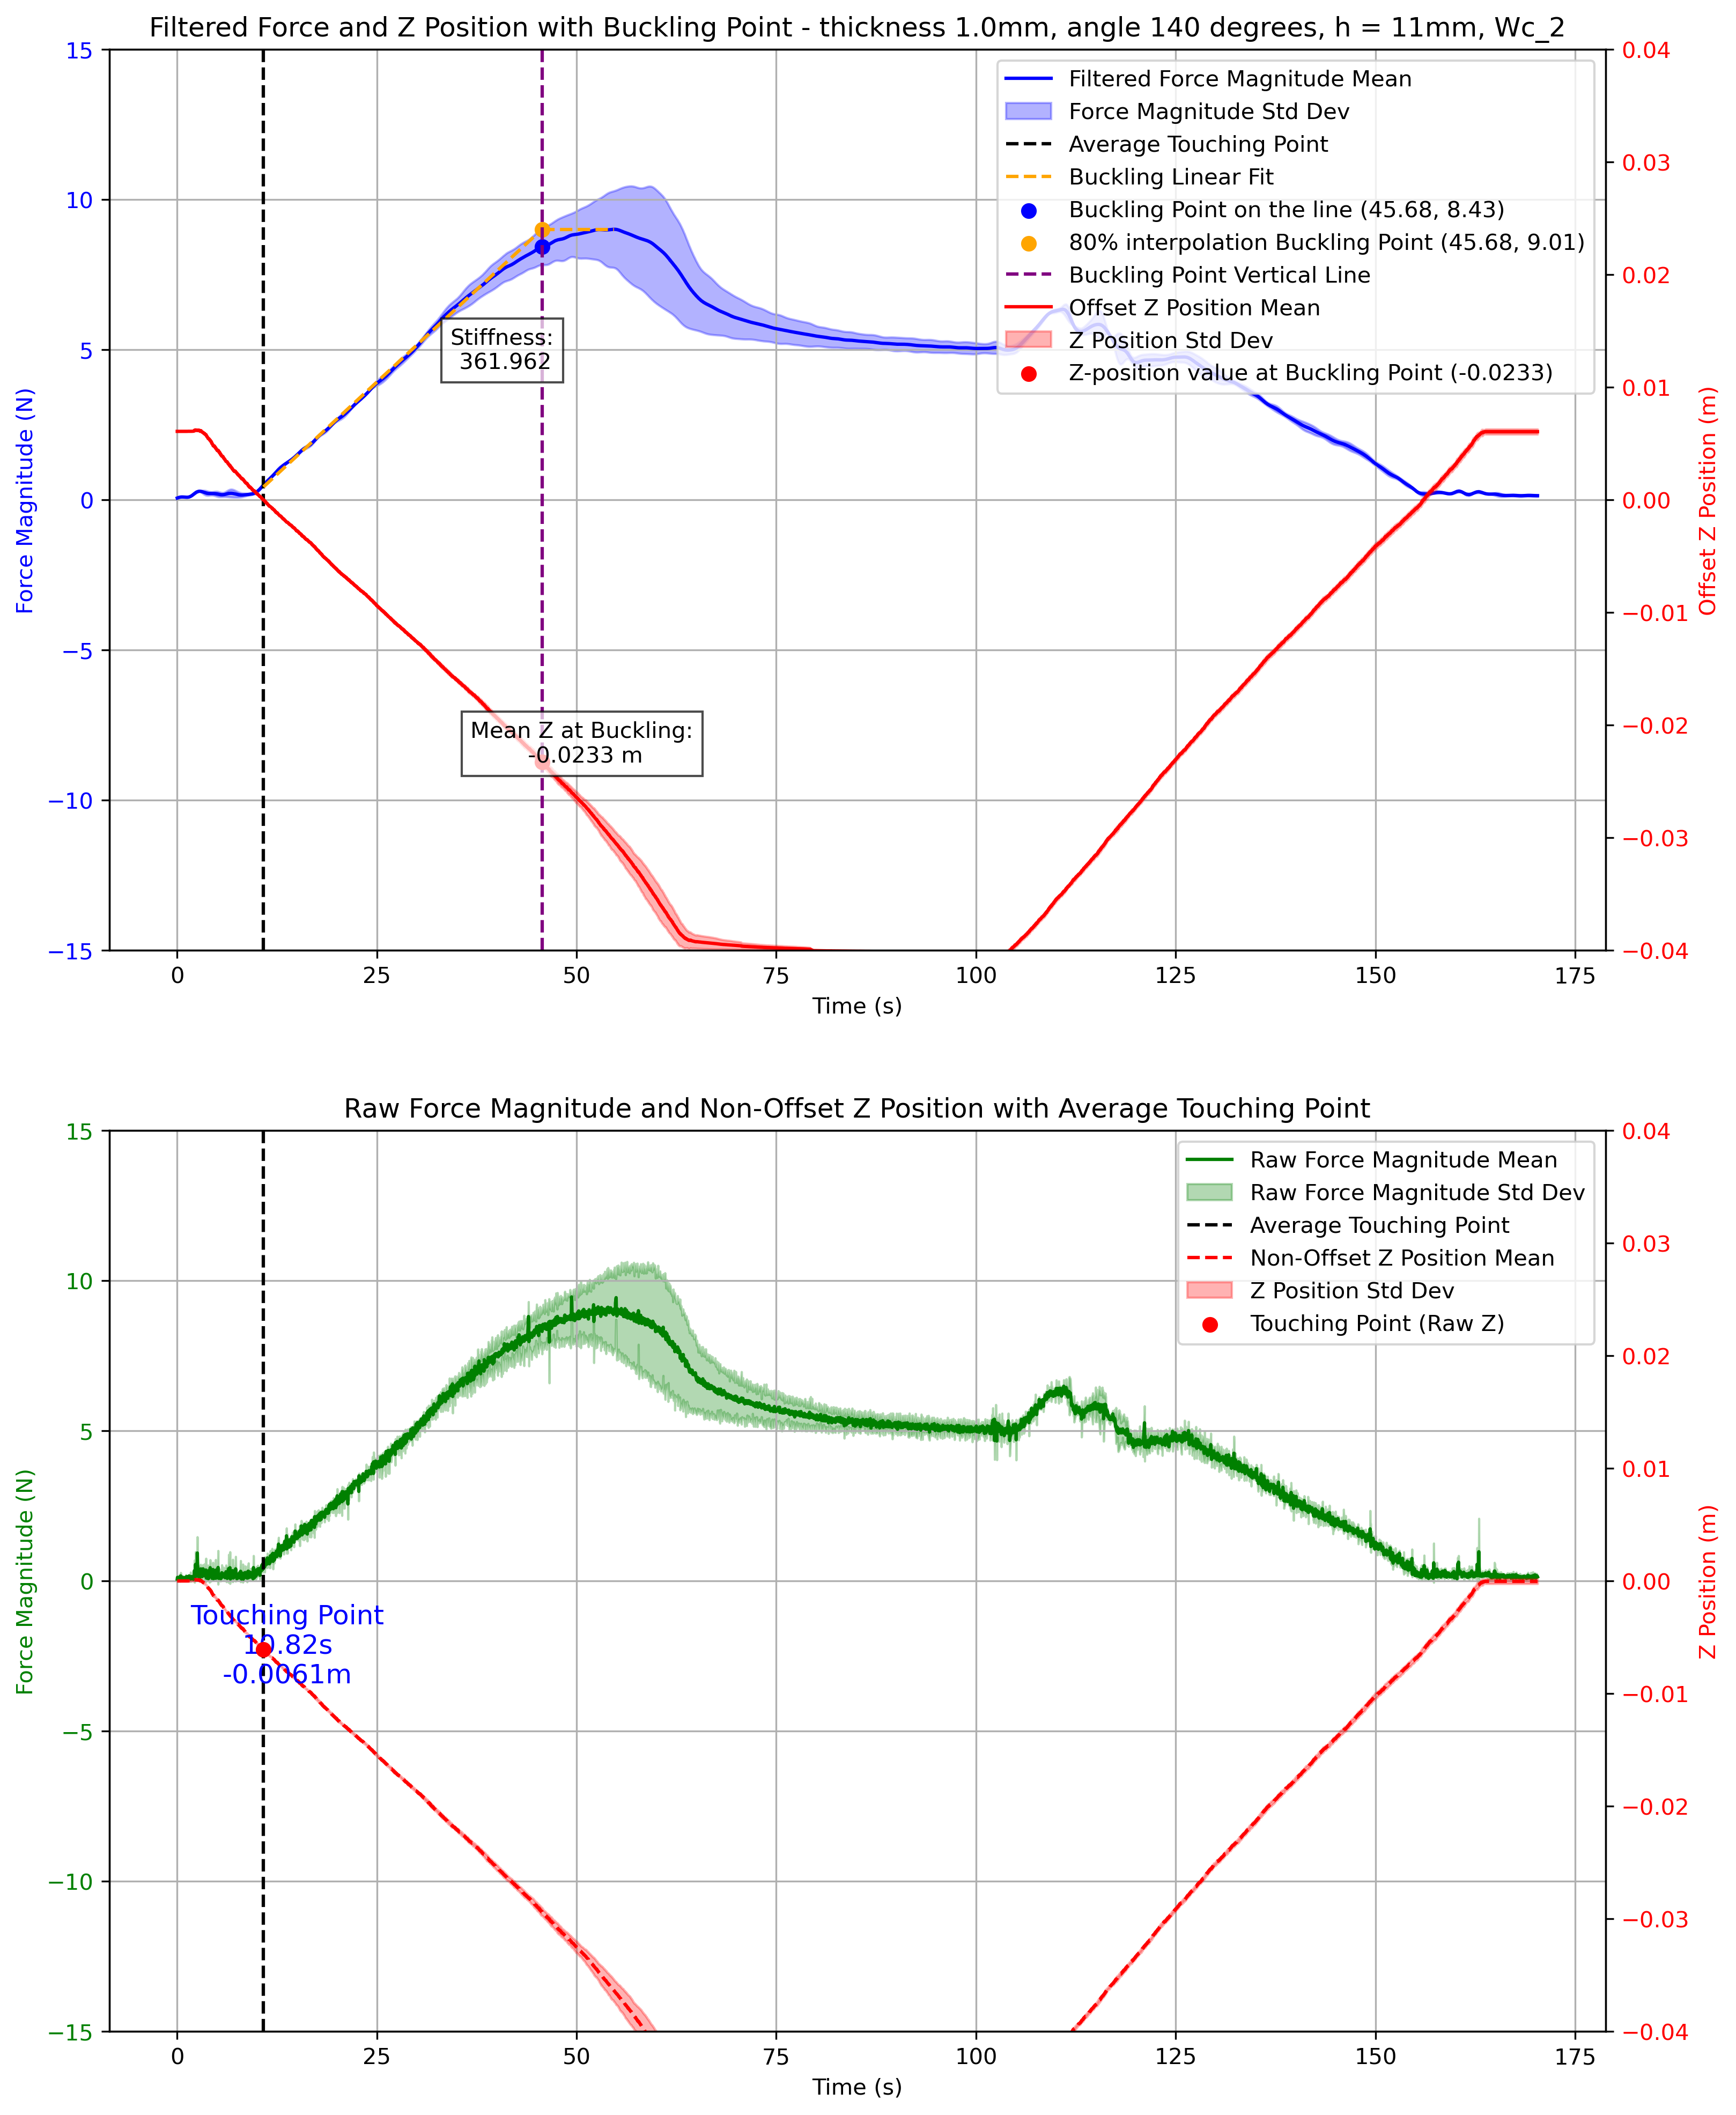 Filtered Force and Z Position with Buckling Point - thickness 1.0mm, angle 140 degrees, h = 11mm, Wc_2
Force Magnitude (N)
15
10
5
0
−5
−10
−15
Filtered Force Magnitude Mean
Force Magnitude Std Dev
Average Touching Point
Buckling Linear Fit
Buckling Point on the line (45.68, 8.43)
80% interpolation Buckling Point (45.68, 9.01)
Buckling Point Vertical Line
Offset Z Position Mean
Z Position Std Dev
Z-position value at Buckling Point (-0.0233)
Stiffness:
361.962
Mean Z at Buckling:
-0.0233 m
0.04
0.03
0.02
0.01
0.00
−0.01
−0.02
−0.03
−0.04
Offset Z Position (m)
0 25 50 75 100 125 150 175
Time (s)
Raw Force Magnitude and Non-Offset Z Position with Average Touching Point
Force Magnitude (N)
15
10
5
0
−5
−10
−15
Raw Force Magnitude Mean
Raw Force Magnitude Std Dev
Average Touching Point
Non-Offset Z Position Mean
Z Position Std Dev
Touching Point (Raw Z)
Touching Point
10.82s
-0.0061m
0.04
0.03
0.02
0.01
0.00
−0.01
−0.02
−0.03
−0.04
Z Position (m)
0 25 50 75 100 125 150 175
Time (s)